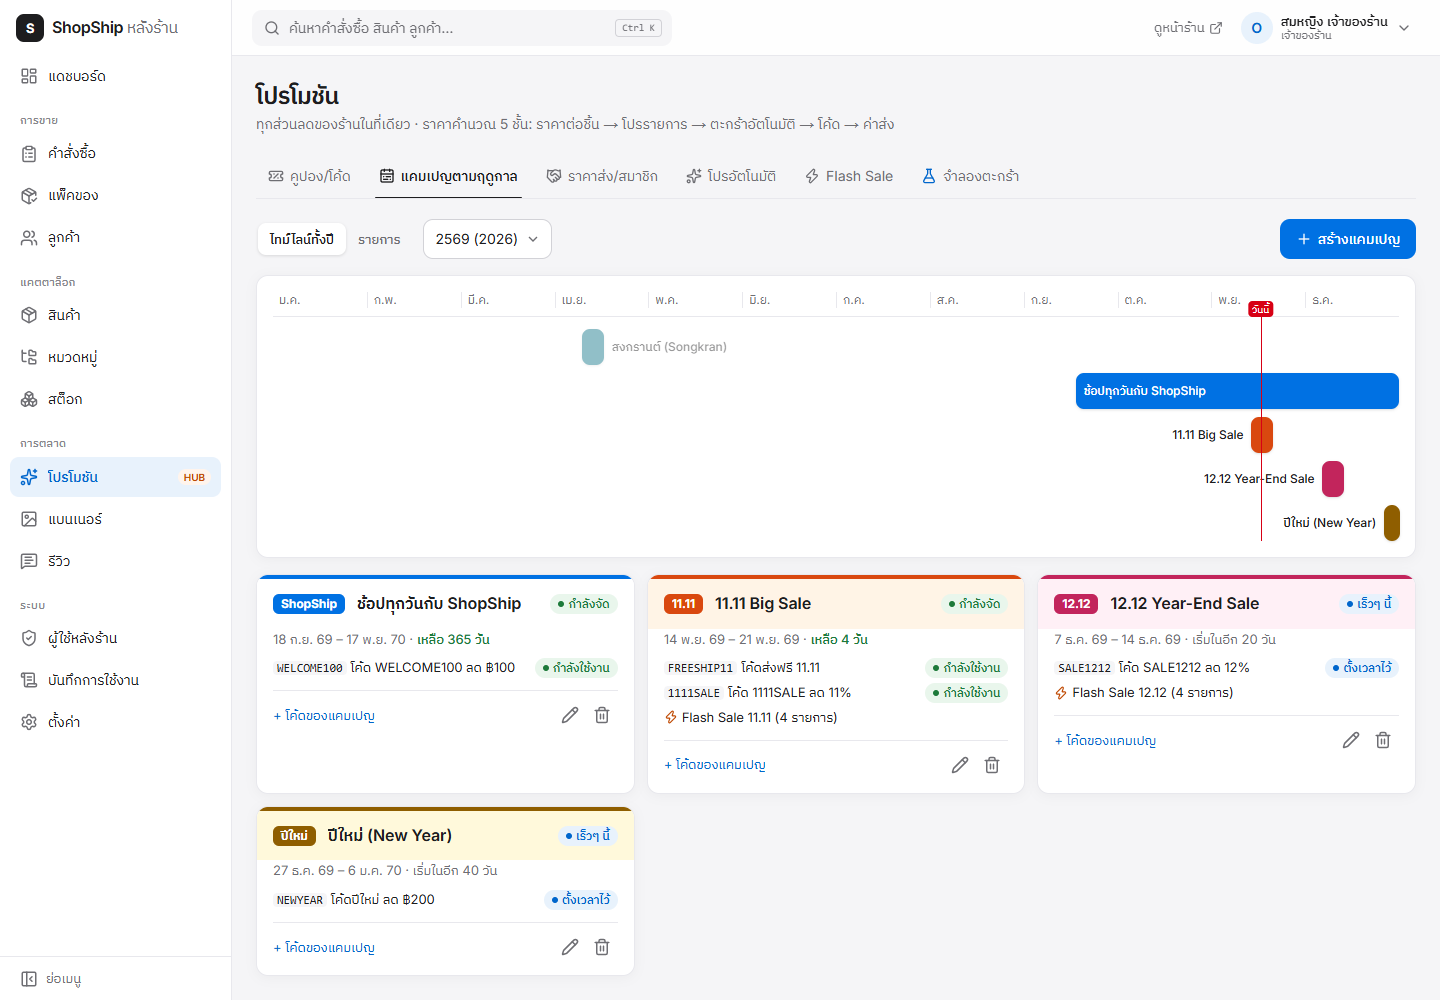 S ShopShip หลังร้าน
ค้นหาคำสั่งซื้อ สินค้า ลูกค้า... Ctrl K
ดูหน้าร้าน
O
สมหญิง เจ้าของร้าน
เจ้าของร้าน
แดชบอร์ด
การขาย
คำสั่งซื้อ
แพ็คของ
ลูกค้า
แคตตาล็อก
สินค้า
หมวดหมู่
สต็อก
การตลาด
โปรโมชัน HUB
แบนเนอร์
รีวิว
ระบบ
ผู้ใช้หลังร้าน
บันทึกการใช้งาน
ตั้งค่า
ย่อเมนู
โปรโมชัน
ทุกส่วนลดของร้านในที่เดียว · ราคาคำนวณ 5 ชั้น: ราคาต่อชิ้น → โปรรายการ → ตะกร้าอัตโนมัติ → โค้ด → ค่าส่ง
คูปอง/โค้ด แคมเปญตามฤดูกาล ราคาส่ง/สมาชิก โปรอัตโนมัติ Flash Sale จำลองตะกร้า
ไทม์ไลน์ทั้งปี รายการ 2569 (2026) + สร้างแคมเปญ
ม.ค. ก.พ. มี.ค. เม.ย. พ.ค. มิ.ย. ก.ค. ส.ค. ก.ย. ต.ค. พ.ย. ธ.ค.
วันนี้
สงกรานต์ (Songkran)
ช้อปทุกวันกับ ShopShip
11.11 Big Sale
12.12 Year-End Sale
ปีใหม่ (New Year)
ShopShip ช้อปทุกวันกับ ShopShip กำลังจัด
18 ก.ย. 69 – 17 พ.ย. 70 · เหลือ 365 วัน
WELCOME100 โค้ด WELCOME100 ลด ฿100 กำลังใช้งาน
+ โค้ดของแคมเปญ
11.11 11.11 Big Sale กำลังจัด
14 พ.ย. 69 – 21 พ.ย. 69 · เหลือ 4 วัน
FREESHIP11 โค้ดส่งฟรี 11.11 กำลังใช้งาน
1111SALE โค้ด 1111SALE ลด 11% กำลังใช้งาน
Flash Sale 11.11 (4 รายการ)
+ โค้ดของแคมเปญ
12.12 12.12 Year-End Sale เร็วๆ นี้
7 ธ.ค. 69 – 14 ธ.ค. 69 · เริ่มในอีก 20 วัน
SALE1212 โค้ด SALE1212 ลด 12% ตั้งเวลาไว้
Flash Sale 12.12 (4 รายการ)
+ โค้ดของแคมเปญ
ปีใหม่ ปีใหม่ (New Year) เร็วๆ นี้
27 ธ.ค. 69 – 6 ม.ค. 70 · เริ่มในอีก 40 วัน
NEWYEAR โค้ดปีใหม่ ลด ฿200 ตั้งเวลาไว้
+ โค้ดของแคมเปญ